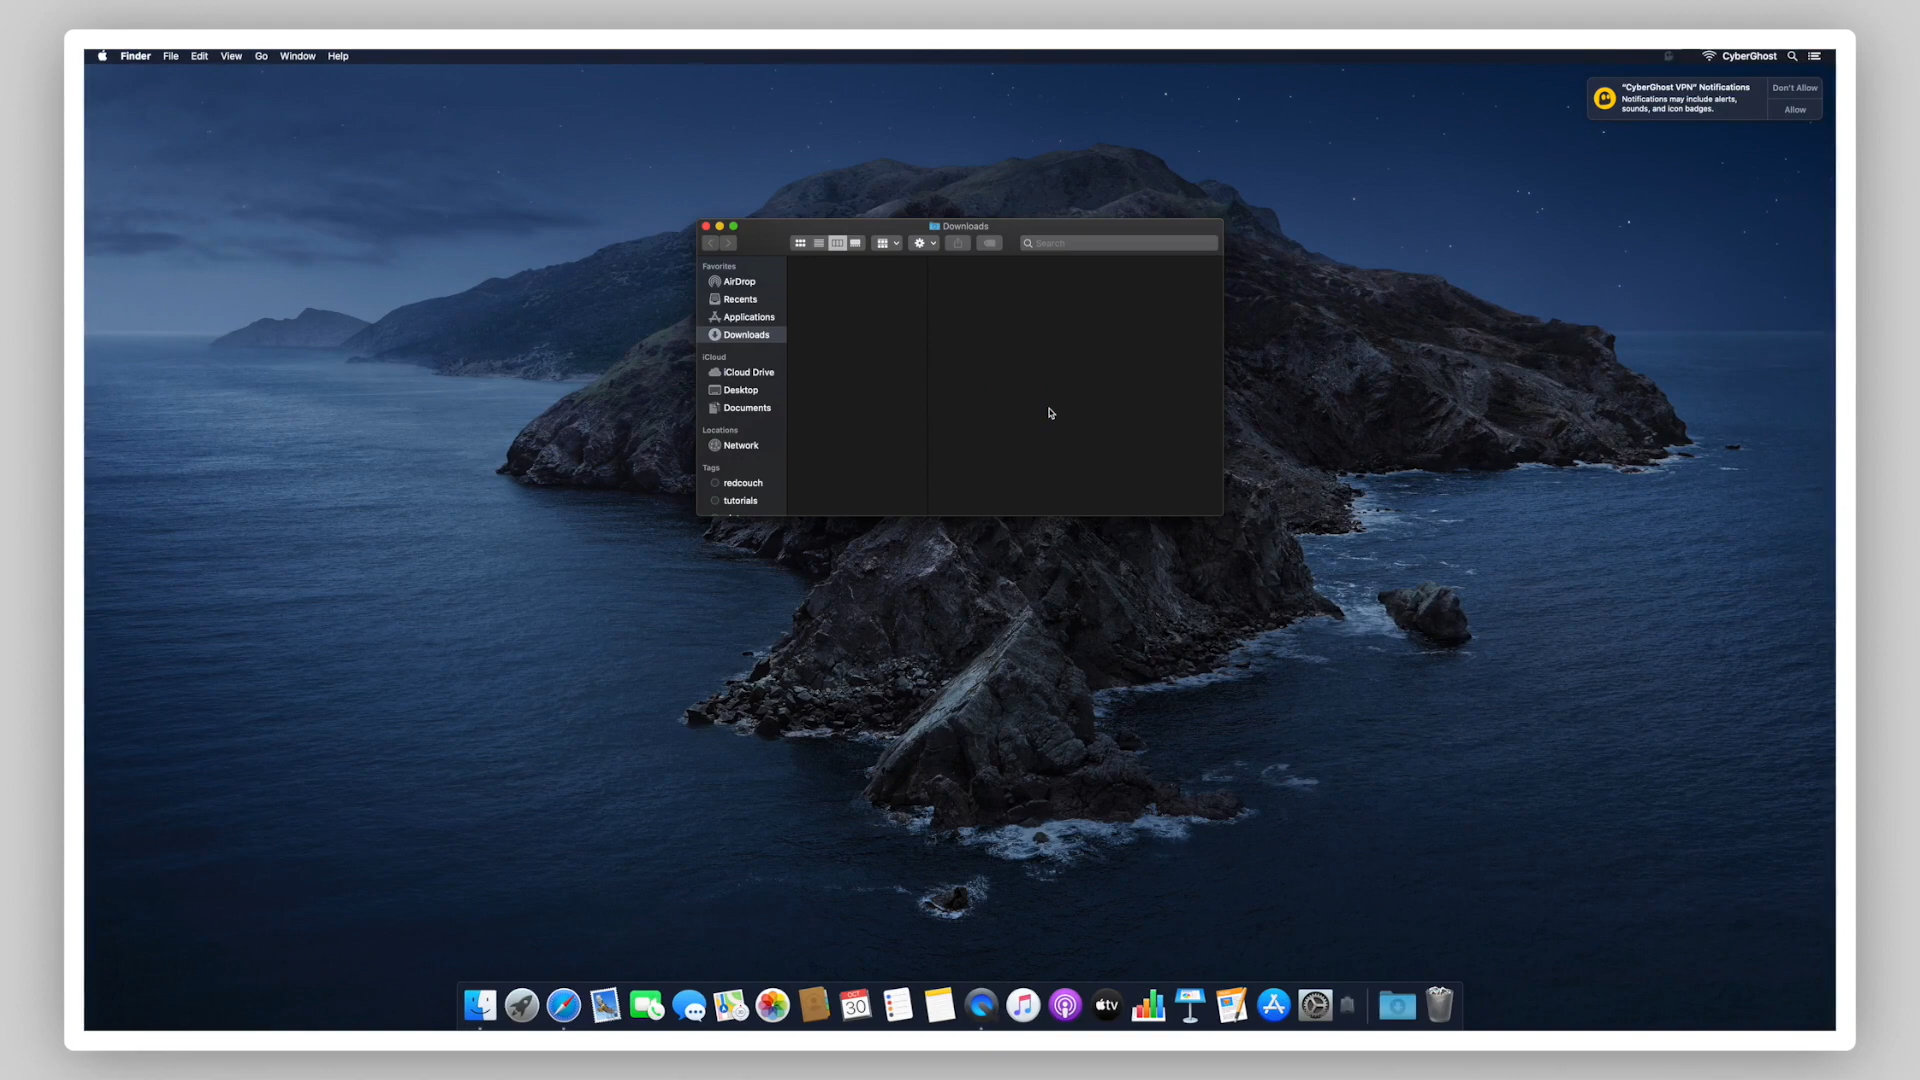 Finder File Edit View Go Window Help
CyberGhost
"CyberGhost VPN" Notifications
Notifications may include alerts,
sounds, and icon badges.
Don't Allow
Allow
Downloads
Search
Favorites
AirDrop
Recents
Applications
Downloads
iCloud
iCloud Drive
Desktop
Documents
Locations
Network
Tags
redcouch
tutorials
OCT
30
tv